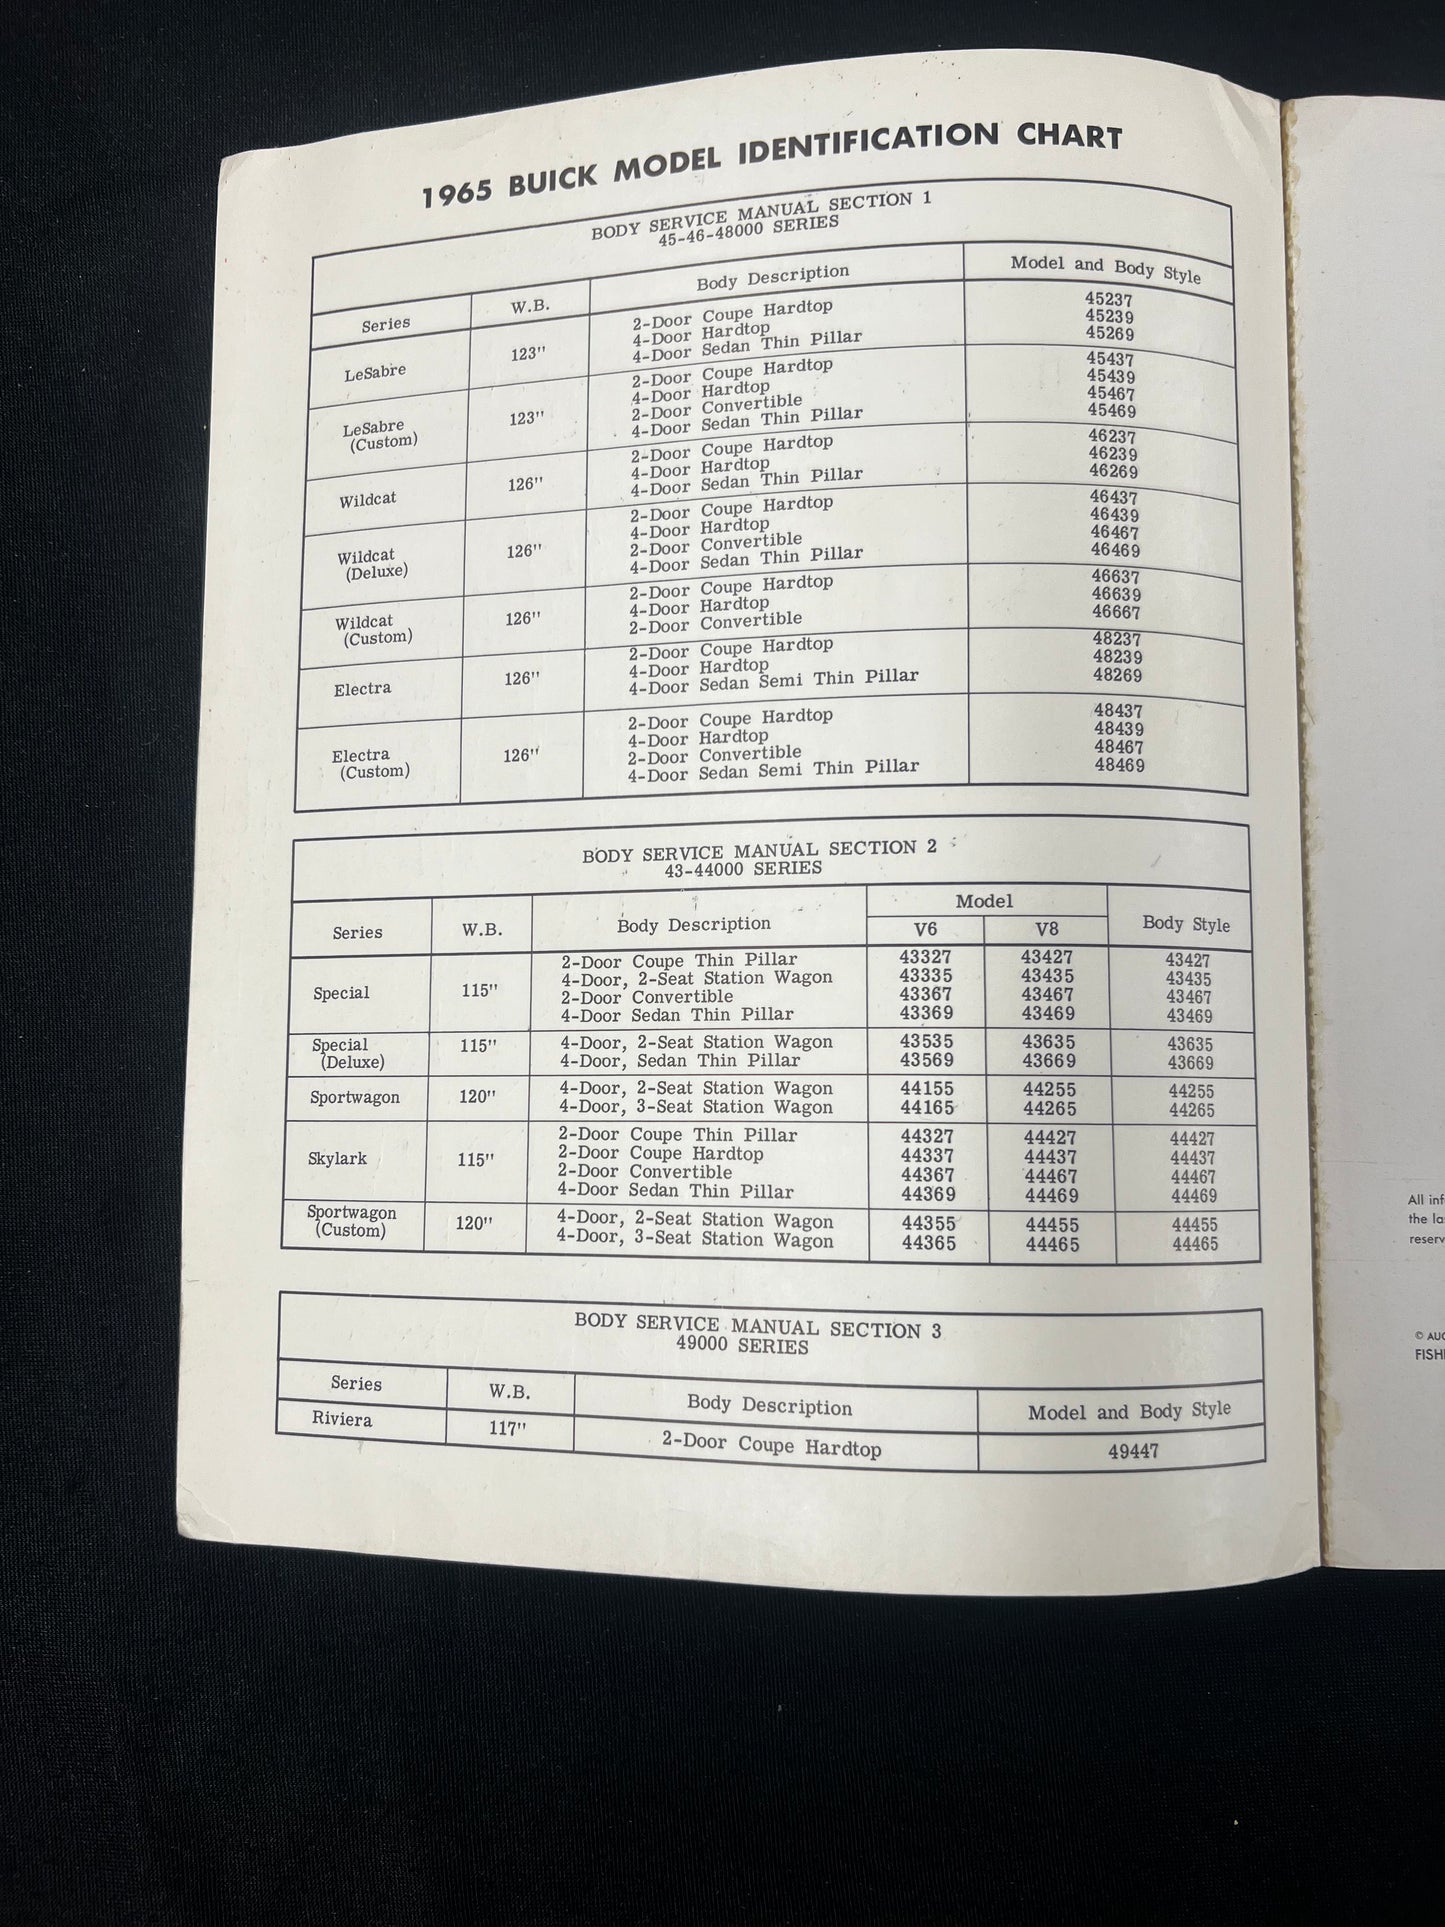 1965 BUICK MODEL IDENTIFICATION CHART
BODY SERVICE MANUAL SECTION 1
45-46-48000 SERIES
Series W.B. Body Description Model and Body Style
LeSabre 123" 2-Door Coupe Hardtop 45237
4-Door Hardtop 45239
4-Door Sedan Thin Pillar 45269
LeSabre (Custom) 123" 2-Door Coupe Hardtop 45437
4-Door Hardtop 45439
2-Door Convertible 45467
4-Door Sedan Thin Pillar 45469
Wildcat 126" 2-Door Coupe Hardtop 46237
4-Door Hardtop 46239
4-Door Sedan Thin Pillar 46269
Wildcat (Deluxe) 126" 2-Door Coupe Hardtop 46437
4-Door Hardtop 46439
2-Door Convertible 46467
4-Door Sedan Thin Pillar 46469
Wildcat (Custom) 126" 2-Door Coupe Hardtop 46637
4-Door Hardtop 46639
2-Door Convertible 46667
Electra 126" 2-Door Coupe Hardtop 48237
4-Door Hardtop 48239
4-Door Sedan Semi Thin Pillar 48269
Electra (Custom) 126" 2-Door Coupe Hardtop 48437
4-Door Hardtop 48439
2-Door Convertible 48467
4-Door Sedan Semi Thin Pillar 48469
BODY SERVICE MANUAL SECTION 2
43-44000 SERIES
Series W.B. Body Description Model Body Style
V6 V8
Special 115" 2-Door Coupe Thin Pillar 43327 43427 43427
4-Door, 2-Seat Station Wagon 43335 43435 43435
2-Door Convertible 43367 43467 43467
4-Door Sedan Thin Pillar 43369 43469 43469
Special (Deluxe) 115" 4-Door, 2-Seat Station Wagon 43535 43635 43635
4-Door, Sedan Thin Pillar 43569 43669 43669
Sportwagon 120" 4-Door, 2-Seat Station Wagon 44155 44255 44255
4-Door, 3-Seat Station Wagon 44165 44265 44265
Skylark 115" 2-Door Coupe Thin Pillar 44327 44427 44427
2-Door Coupe Hardtop 44337 44437 44437
2-Door Convertible 44367 44467 44467
4-Door Sedan Thin Pillar 44369 44469 44469
Sportwagon (Custom) 120" 4-Door, 2-Seat Station Wagon 44355 44455 44455
4-Door, 3-Seat Station Wagon 44365 44465 44465
BODY SERVICE MANUAL SECTION 3
49000 SERIES
Series W.B. Body Description Model and Body Style
Riviera 117" 2-Door Coupe Hardtop 49447
All inf
the la
reserv
© AUG
FISH